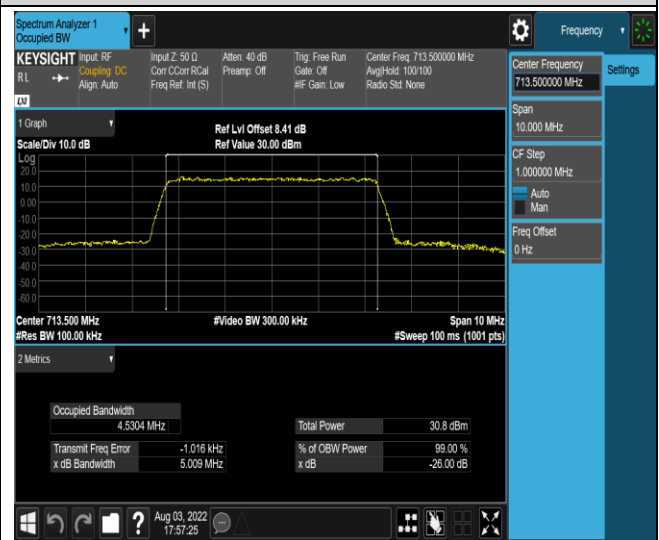 Spectrum Analyzer 1
Occupied BW
+
Frequency
KEYSIGHT
RL
LXI
Input: RF
Coupling: DC
Align: Auto
Input Z: 50 Ω
Corr CCorr RCal
Freq Ref: Int (S)
Atten: 40 dB
Preamp: Off
Trig: Free Run
Gate: Off
#IF Gain: Low
Center Freq: 713.500000 MHz
Avg|Hold: 100/100
Radio Std: None
Center Frequency
713.500000 MHz
Settings
Span
10.000 MHz
CF Step
1.000000 MHz
Auto
Man
Freq Offset
0 Hz
1 Graph
Scale/Div 10.0 dB
Ref Lvl Offset 8.41 dB
Ref Value 30.00 dBm
Log
20.0
10.0
0.00
-10.0
-20.0
-30.0
-40.0
-50.0
-60.0
Center 713.500 MHz
#Res BW 100.00 kHz
#Video BW 300.00 kHz
Span 10 MHz
#Sweep 100 ms (1001 pts)
2 Metrics
Occupied Bandwidth
4.5304 MHz
Total Power 30.8 dBm
Transmit Freq Error -1.016 kHz
% of OBW Power 99.00 %
x dB Bandwidth 5.009 MHz
x dB -26.00 dB
?
Aug 03, 2022
17:57:25